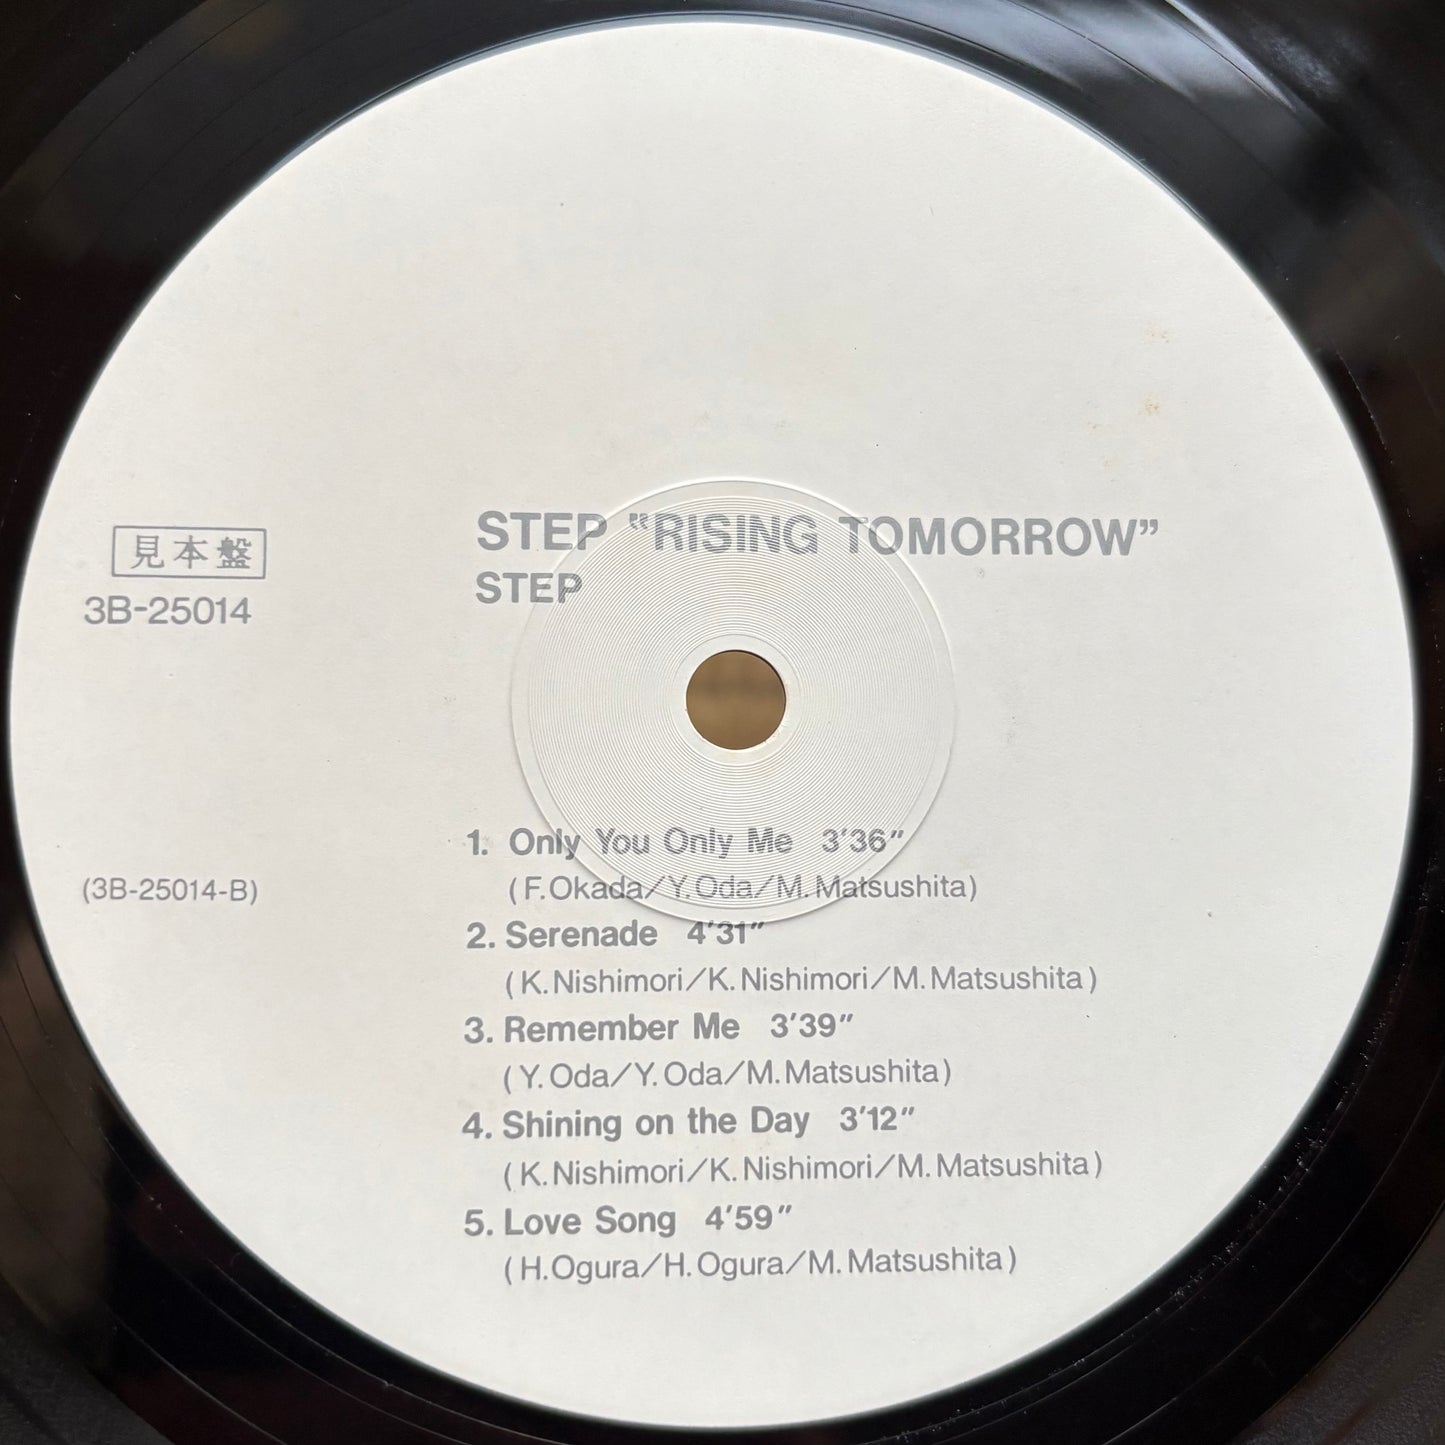 STEP “RISING TOMORROW”
STEP
見本盤
3B-25014
(3B-25014-B)
1. Only You Only Me 3'36"
(F.Okada/Y.Oda/M.Matsushita)
2. Serenade 4'31"
(K.Nishimori/K.Nishimori/M.Matsushita)
3. Remember Me 3'39"
(Y.Oda/Y.Oda/M.Matsushita)
4. Shining on the Day 3'12"
(K.Nishimori/K.Nishimori/M.Matsushita)
5. Love Song 4'59"
(H.Ogura/H.Ogura/M.Matsushita)